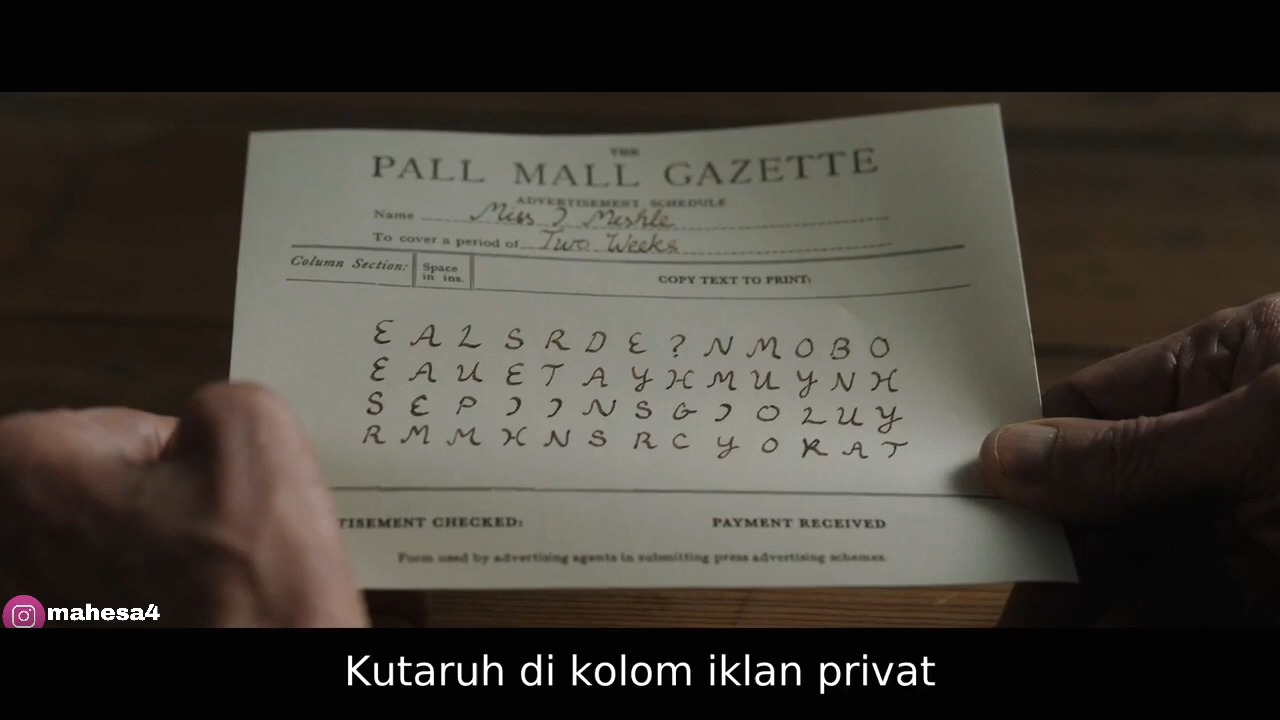 THE
PALL MALL GAZETTE
ADVERTISEMENT SCHEDULE
Name Miss I Meshle
To cover a period of Two Weeks
Column Section: Space in ins. COPY TEXT TO PRINT:
E A L S R D E ? N M O B O
E A U E T A Y H M U Y N H
S E P I I N S G I O L U Y
R M M H N S R C Y O R A T
TISEMENT CHECKED: PAYMENT RECEIVED
Form used by advertising agents in submitting press advertising schemes.
mahesa4
Kutaruh di kolom iklan privat